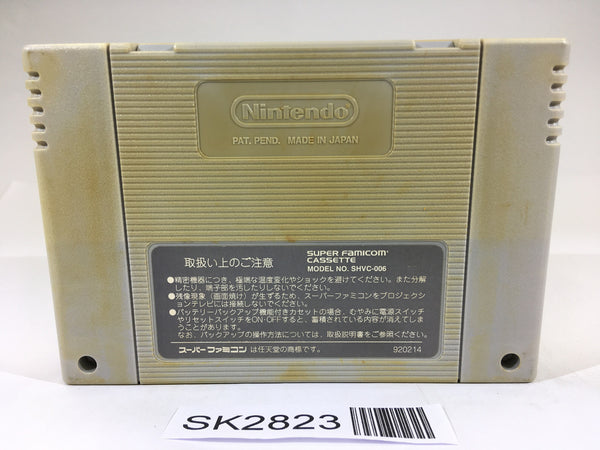 Nintendo
PAT. PEND. MADE IN JAPAN
取扱い上のご注意
SUPER FAMICOM
CASSETTE
MODEL NO. SHVC-006
●精密機器につき、極端な温度変化やショックを避けてください。また分解
したり、端子部を汚したりしないでください。
●残像現象（画面焼け）が生ずるため、スーパーファミコンをプロジェクシ
ョンテレビには接続しないでください。
●バッテリーバックアップ機能付きカセットの場合、むやみに電源スイッチ
やリセットスイッチをON·OFFすると、蓄積されている内容が消えてしま
うことがあります。
なお、バックアップの操作方法については、取扱説明書をご参照ください。
スーパーファミコン は任天堂の商標です。
920214
SK2823